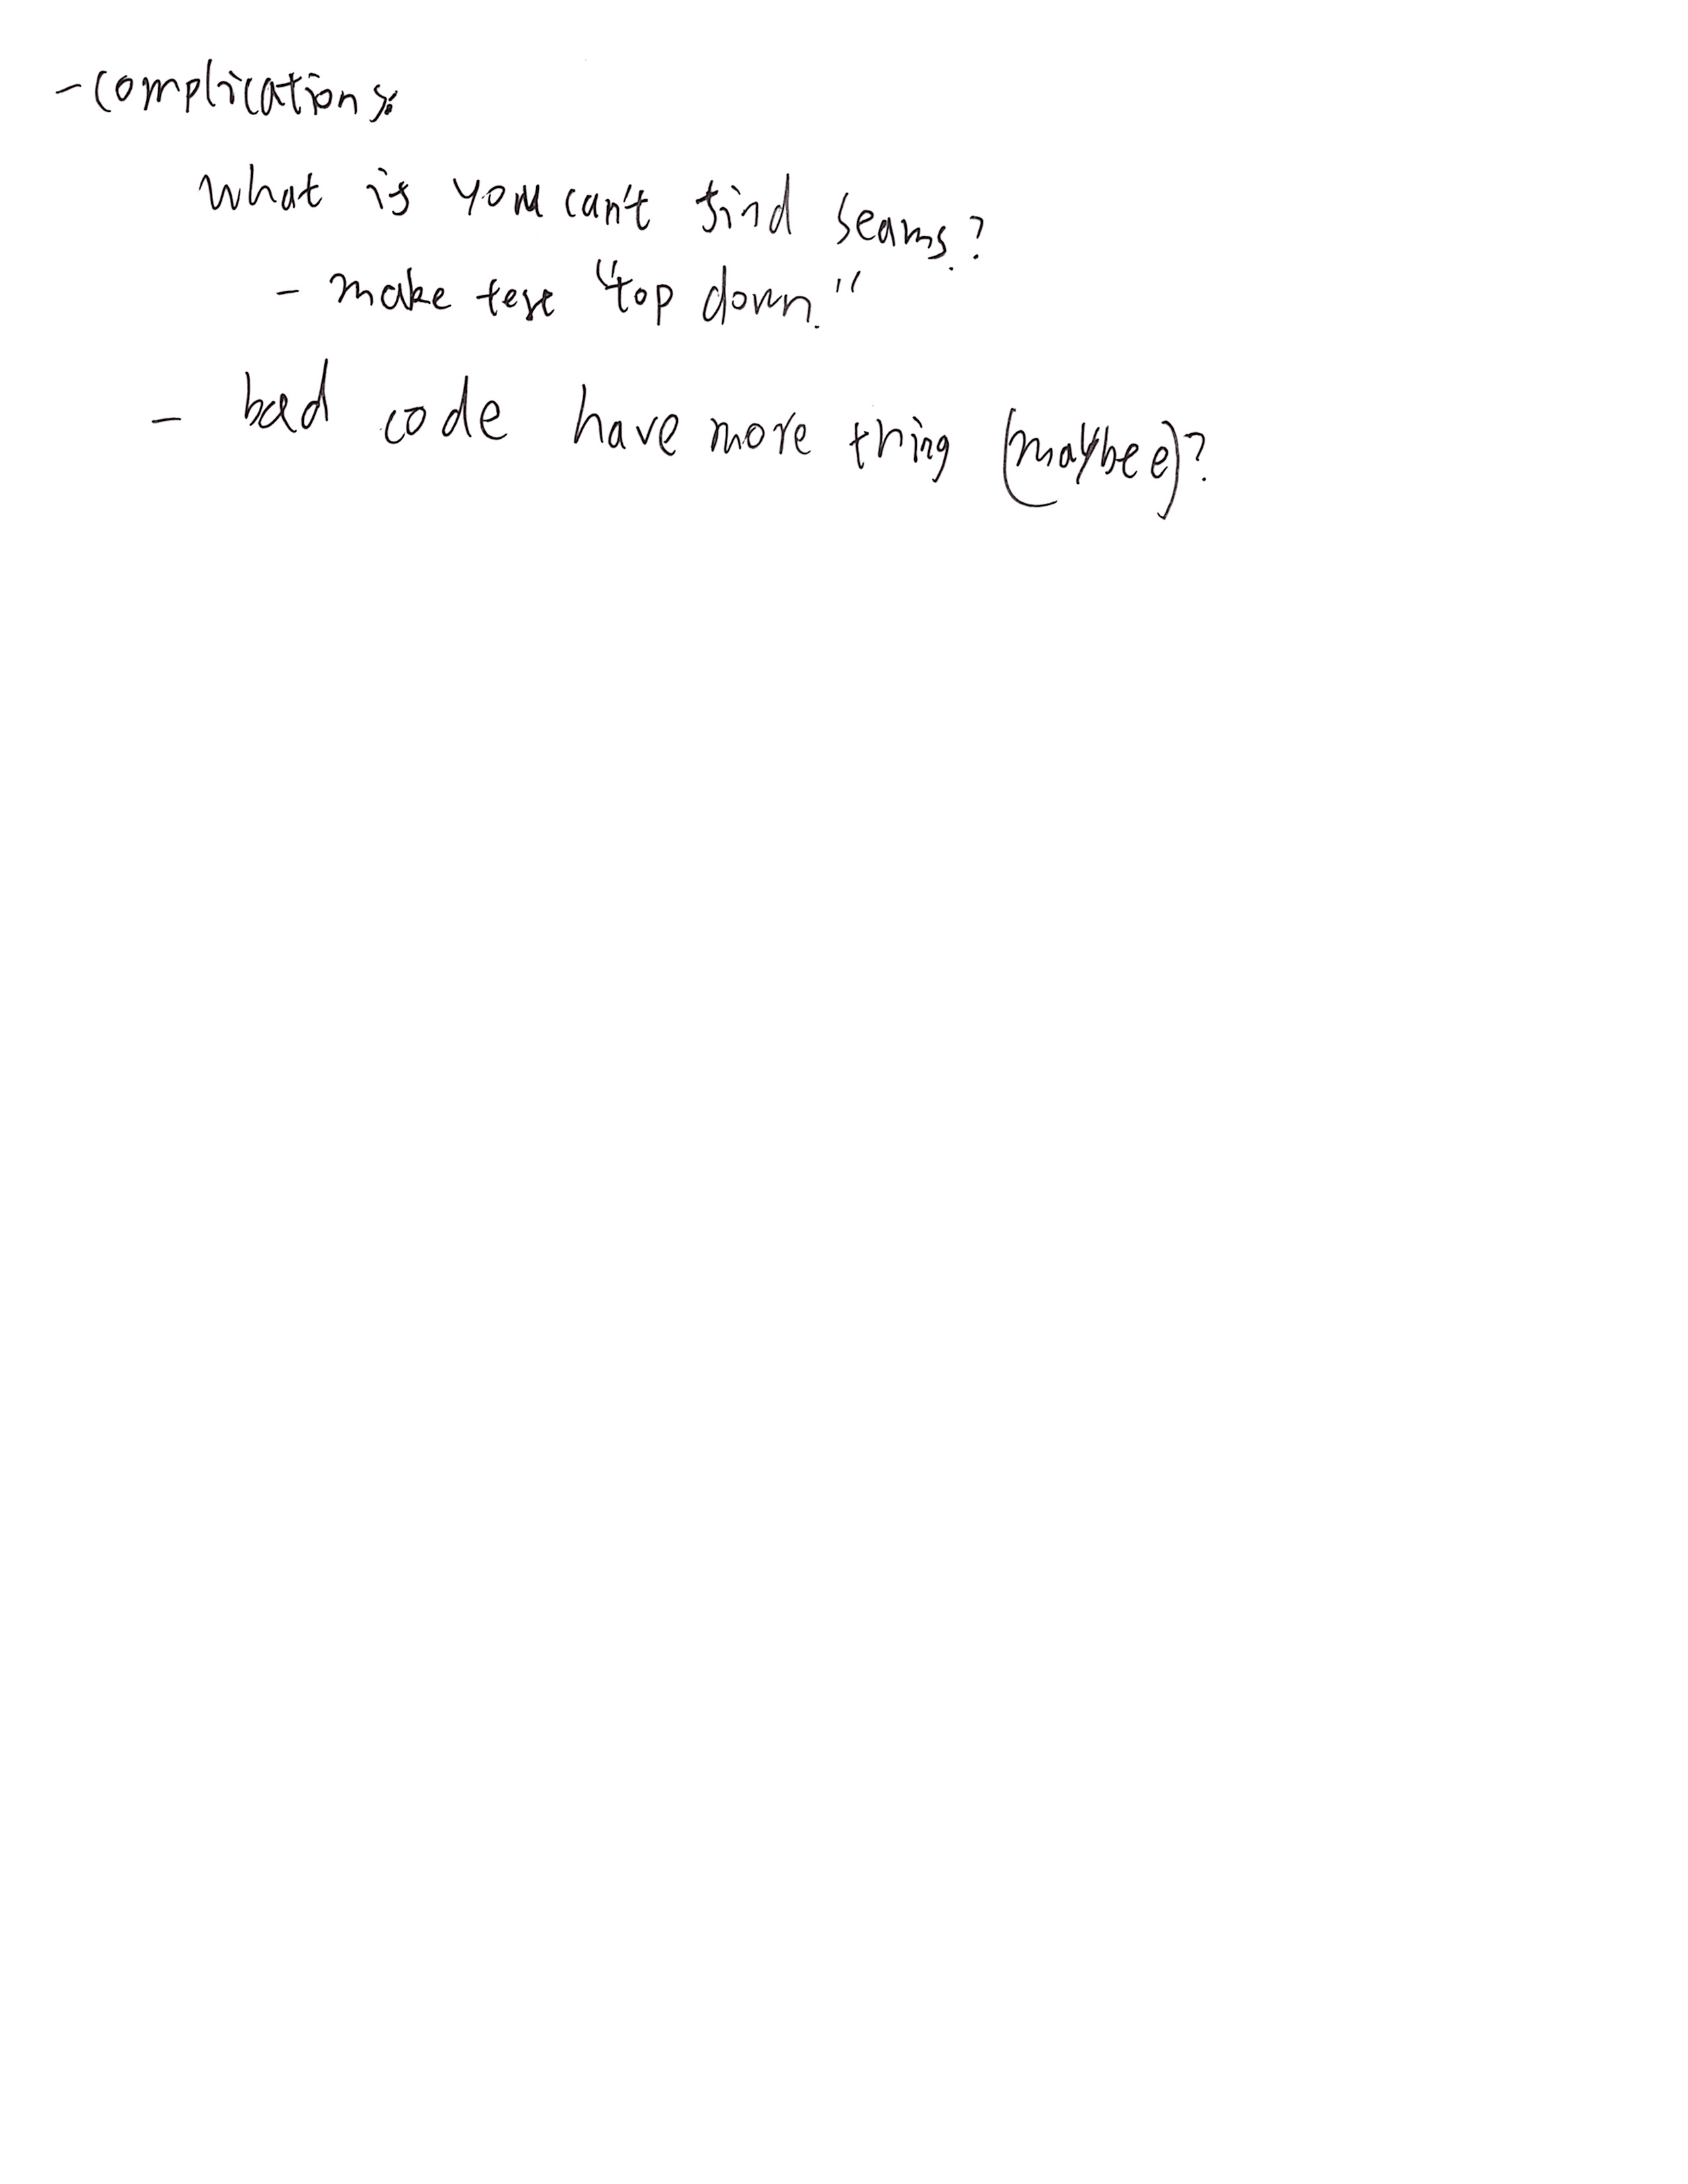 - Complications:
What is you can't find seams?
- make test "top down."
- bad code have more thing (maybee)?